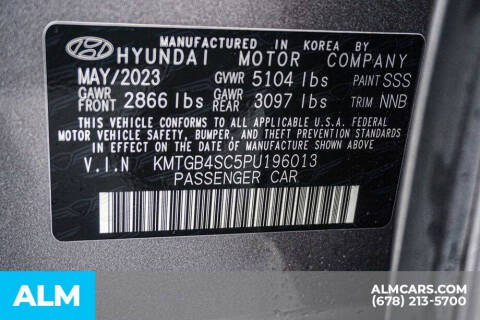 MANUFACTURED IN KOREA BY
HYUNDAI MOTOR COMPANY
MAY/2023 GVWR 5104 lbs PAINT SSS
GAWR FRONT 2866 lbs GAWR REAR 3097 lbs TRIM NNB
THIS VEHICLE CONFORMS TO ALL APPLICABLE U.S.A. FEDERAL
MOTOR VEHICLE SAFETY, BUMPER, AND THEFT PREVENTION STANDARDS
IN EFFECT ON THE DATE OF MANUFACTURE SHOWN ABOVE
V.I.N KMTGB4SC5PU196013
PASSENGER CAR
ALM
ALMCARS.COM
(678) 213-5700